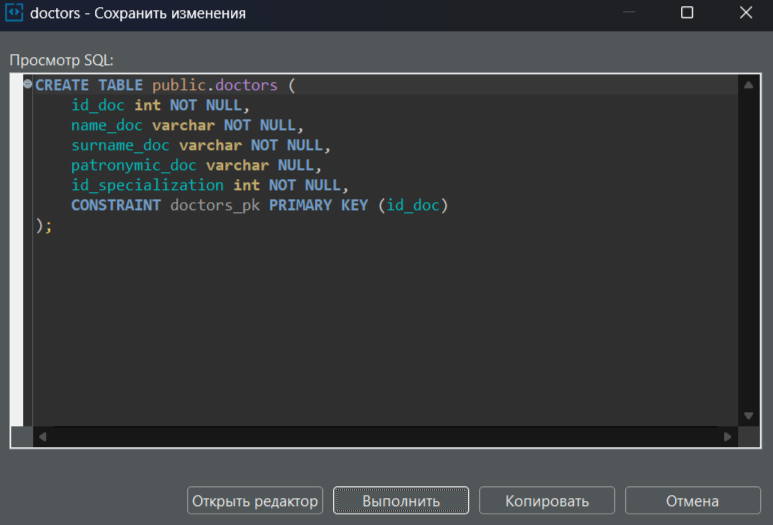 doctors - Сохранить изменения
Просмотр SQL:
CREATE TABLE public.doctors (
    id_doc int NOT NULL,
    name_doc varchar NOT NULL,
    surname_doc varchar NOT NULL,
    patronymic_doc varchar NULL,
    id_specialization int NOT NULL,
    CONSTRAINT doctors_pk PRIMARY KEY (id_doc)
);
Открыть редактор Выполнить Копировать Отмена